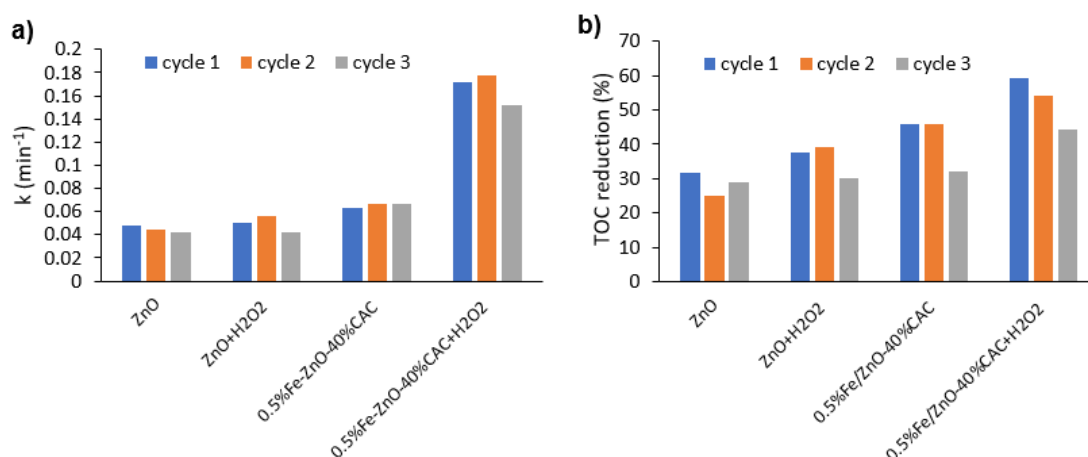 a)
cycle 1 cycle 2 cycle 3
k (min⁻¹)
0.2
0.18
0.16
0.14
0.12
0.1
0.08
0.06
0.04
0.02
0
ZnO
ZnO+H2O2
0.5%Fe-ZnO-40%CAC
0.5%Fe-ZnO-40%CAC+H2O2
b)
cycle 1 cycle 2 cycle 3
TOC reduction (%)
70
60
50
40
30
20
10
0
ZnO
ZnO+H2O2
0.5%Fe/ZnO-40%CAC
0.5%Fe/ZnO-40%CAC+H2O2